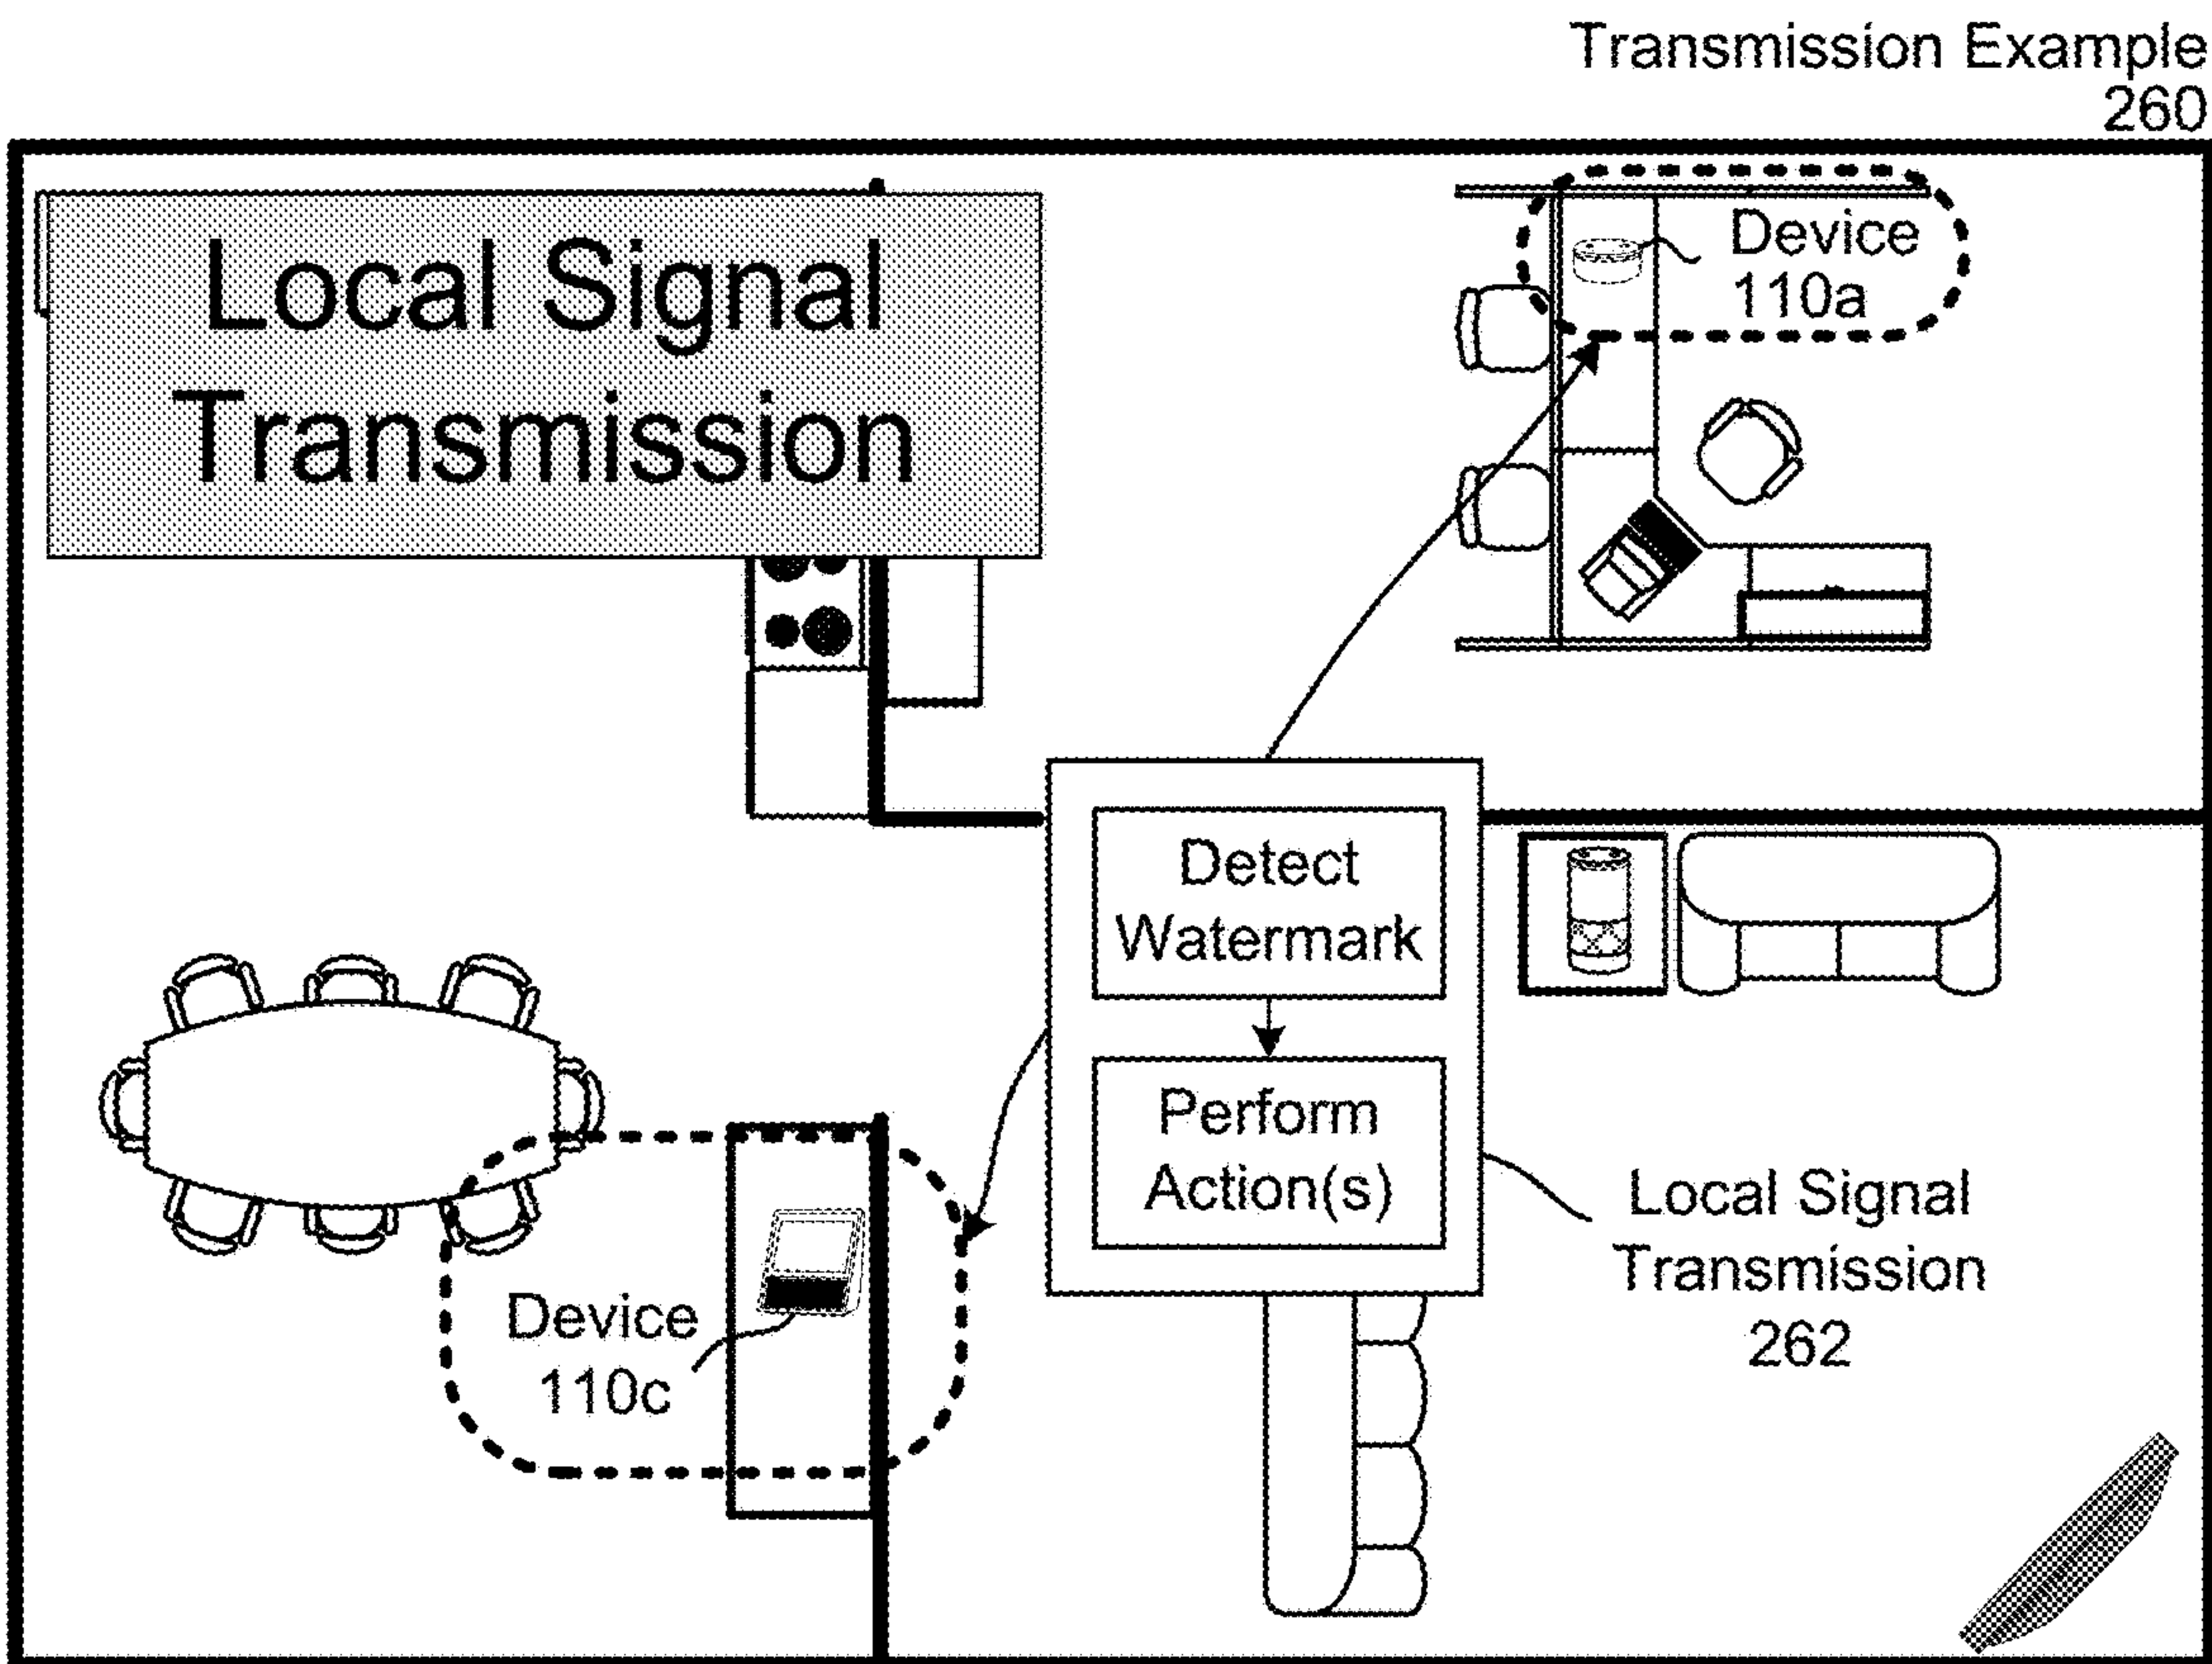 Transmission Example
260
Local Signal
Transmission
Device
110a
Detect
Watermark
Perform
Action(s)
Local Signal
Transmission
262
Device
110c